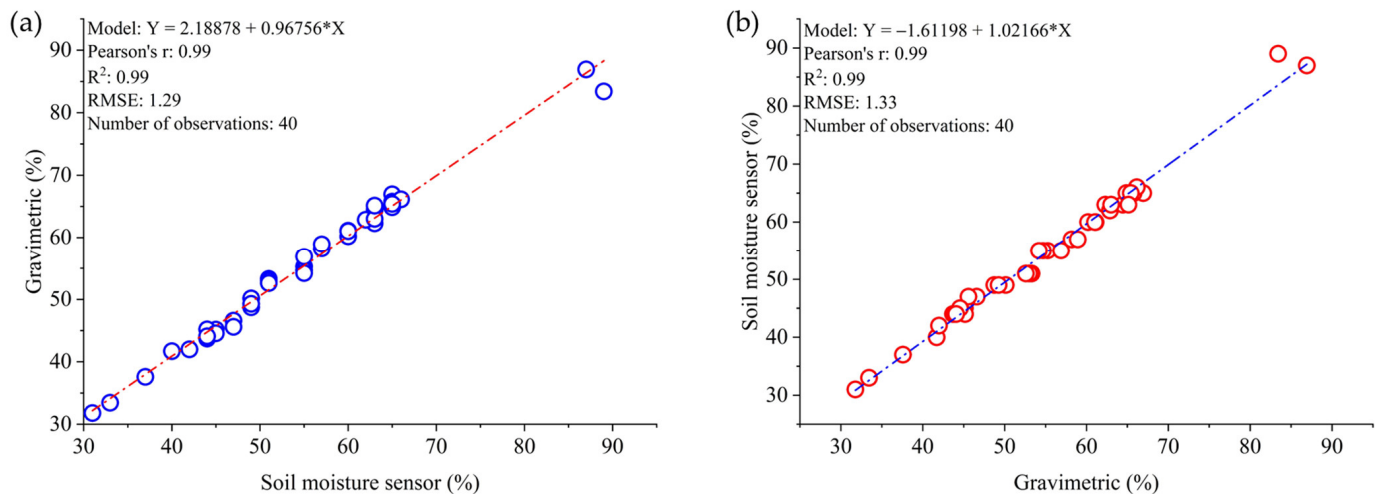 (a)
Model: Y = 2.18878 + 0.96756*X
Pearson's r: 0.99
R²: 0.99
RMSE: 1.29
Number of observations: 40
Gravimetric (%)
90
80
70
60
50
40
30
30 40 50 60 70 80 90
Soil moisture sensor (%)
(b)
Model: Y = −1.61198 + 1.02166*X
Pearson's r: 0.99
R²: 0.99
RMSE: 1.33
Number of observations: 40
Soil moisture sensor (%)
90
80
70
60
50
40
30
30 40 50 60 70 80 90
Gravimetric (%)